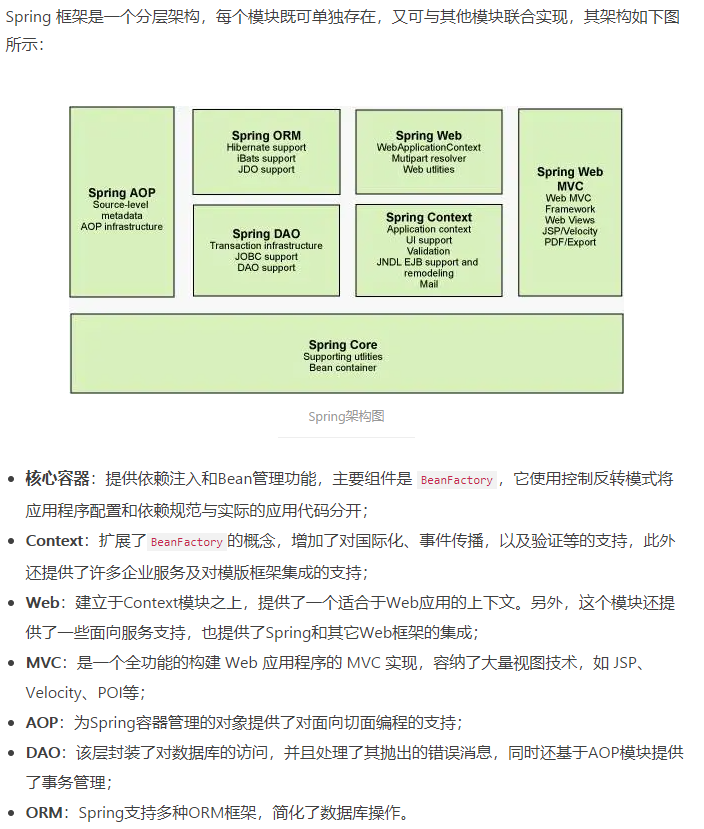 Spring 框架是一个分层架构，每个模块既可单独存在，又可与其他模块联合实现，其架构如下图
所示：
Spring AOP
Source-level
metadata
AOP infrastructure
Spring ORM
Hibernate support
iBats support
JDO support
Spring DAO
Transaction infrastructure
JOBC support
DAO support
Spring Web
WebApplicationContext
Mutipart resolver
Web utlities
Spring Context
Application context
UI support
Validation
JNDL EJB support and
remodeling
Mail
Spring Web
MVC
Web MVC
Framework
Web Views
JSP/Velocity
PDF/Export
Spring Core
Supporting utlities
Bean container
Spring架构图
• 核心容器：提供依赖注入和Bean管理功能，主要组件是 BeanFactory ，它使用控制反转模式将
应用程序配置和依赖规范与实际的应用代码分开；
• Context：扩展了 BeanFactory 的概念，增加了对国际化、事件传播，以及验证等的支持，此外
还提供了许多企业服务及对模版框架集成的支持；
• Web：建立于Context模块之上，提供了一个适合于Web应用的上下文。另外，这个模块还提
供了一些面向服务支持，也提供了Spring和其它Web框架的集成；
• MVC：是一个全功能的构建 Web 应用程序的 MVC 实现，容纳了大量视图技术，如 JSP、
Velocity、POI等；
• AOP：为Spring容器管理的对象提供了对面向切面编程的支持；
• DAO：该层封装了对数据库的访问，并且处理了其抛出的错误消息，同时还基于AOP模块提供
了事务管理；
• ORM：Spring支持多种ORM框架，简化了数据库操作。